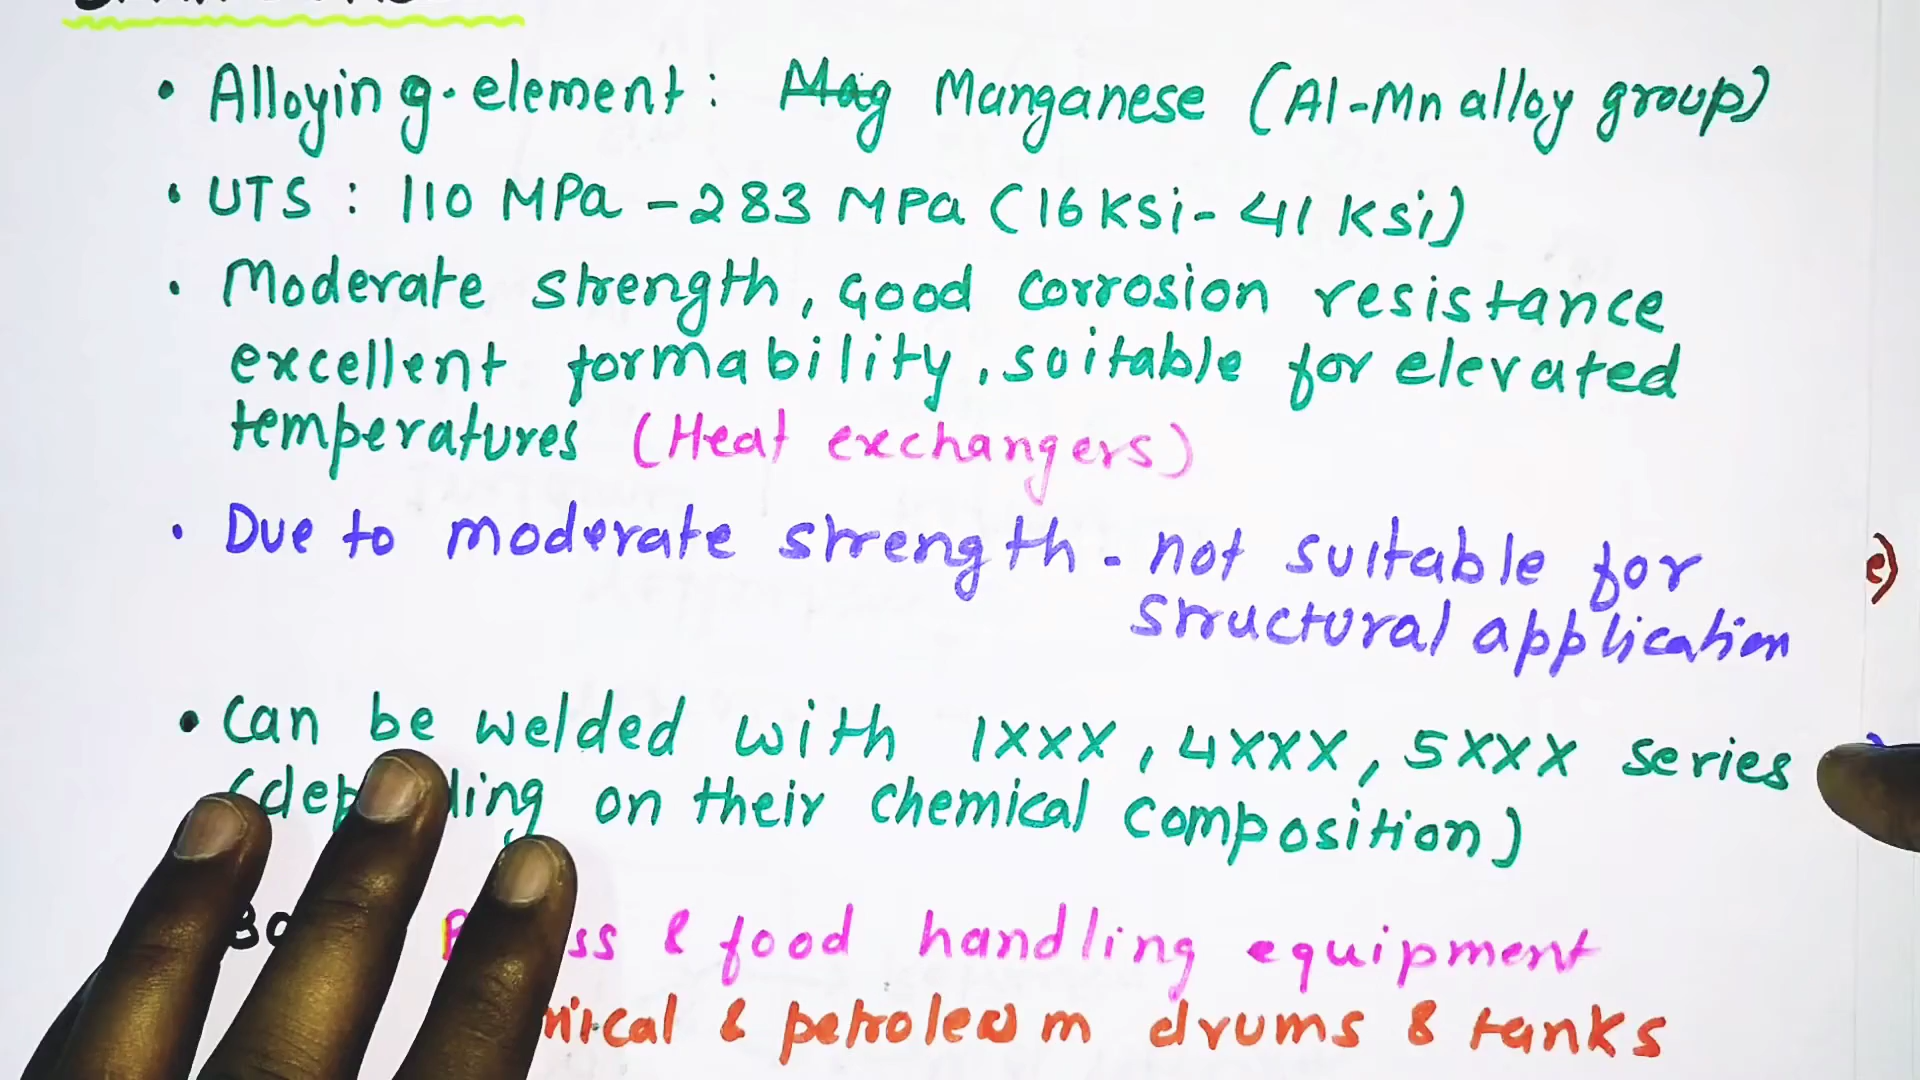 • Alloying-element: Mag Manganese (Al-Mn alloy group)
• UTS : 110 MPa - 283 MPa (16 Ksi - 41 Ksi)
• Moderate strength, Good corrosion resistance
excellent formability, suitable for elevated
temperatures (Heat exchangers)
• Due to moderate strength - not suitable for
structural application
e)
• Can be welded with 1XXX, 4XXX, 5XXX series
on their chemical composition)
& food handling equipment
& petroleum drums & tanks